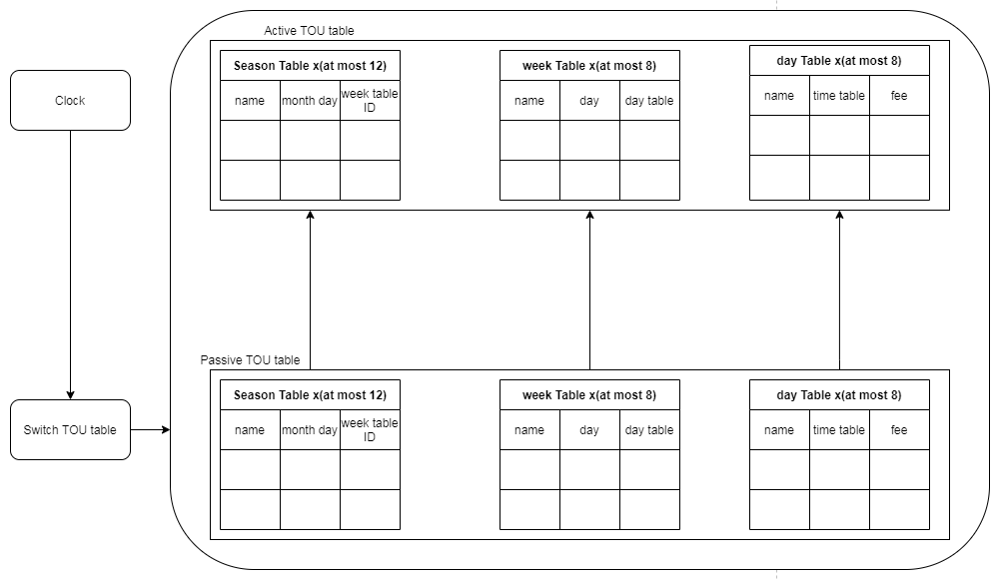 Active TOU table
Clock
Season Table x(at most 12)
name month day week table ID
week Table x(at most 8)
name day day table
day Table x(at most 8)
name time table fee
Passive TOU table
Switch TOU table
Season Table x(at most 12)
name month day week table ID
week Table x(at most 8)
name day day table
day Table x(at most 8)
name time table fee